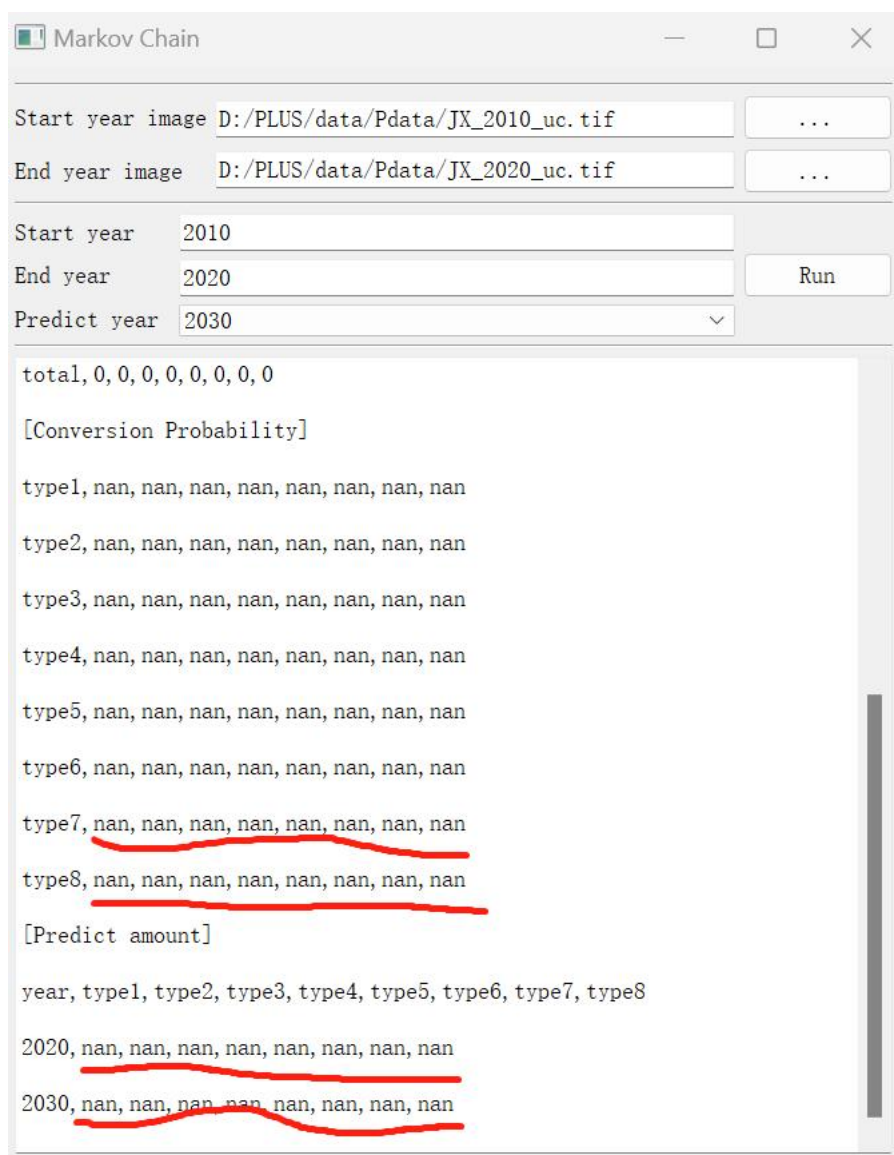 Markov Chain
Start year image D:/PLUS/data/Pdata/JX_2010_uc.tif ...
End year image D:/PLUS/data/Pdata/JX_2020_uc.tif ...
Start year 2010
End year 2020 Run
Predict year 2030
total,0,0,0,0,0,0,0,0
[Conversion Probability]
type1,nan,nan,nan,nan,nan,nan,nan,nan
type2,nan,nan,nan,nan,nan,nan,nan,nan
type3,nan,nan,nan,nan,nan,nan,nan,nan
type4,nan,nan,nan,nan,nan,nan,nan,nan
type5,nan,nan,nan,nan,nan,nan,nan,nan
type6,nan,nan,nan,nan,nan,nan,nan,nan
type7,nan,nan,nan,nan,nan,nan,nan,nan
type8,nan,nan,nan,nan,nan,nan,nan,nan
[Predict amount]
year,type1,type2,type3,type4,type5,type6,type7,type8
2020,nan,nan,nan,nan,nan,nan,nan,nan
2030,nan,nan,nan,nan,nan,nan,nan,nan